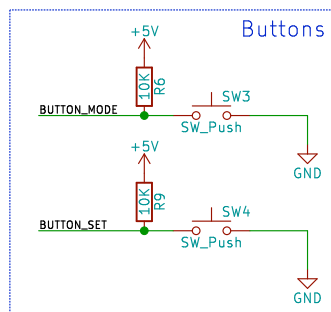 Buttons
+5V
10K
R6
BUTTON_MODE
SW3
SW_Push
GND
+5V
10K
R9
BUTTON_SET
SW4
SW_Push
GND